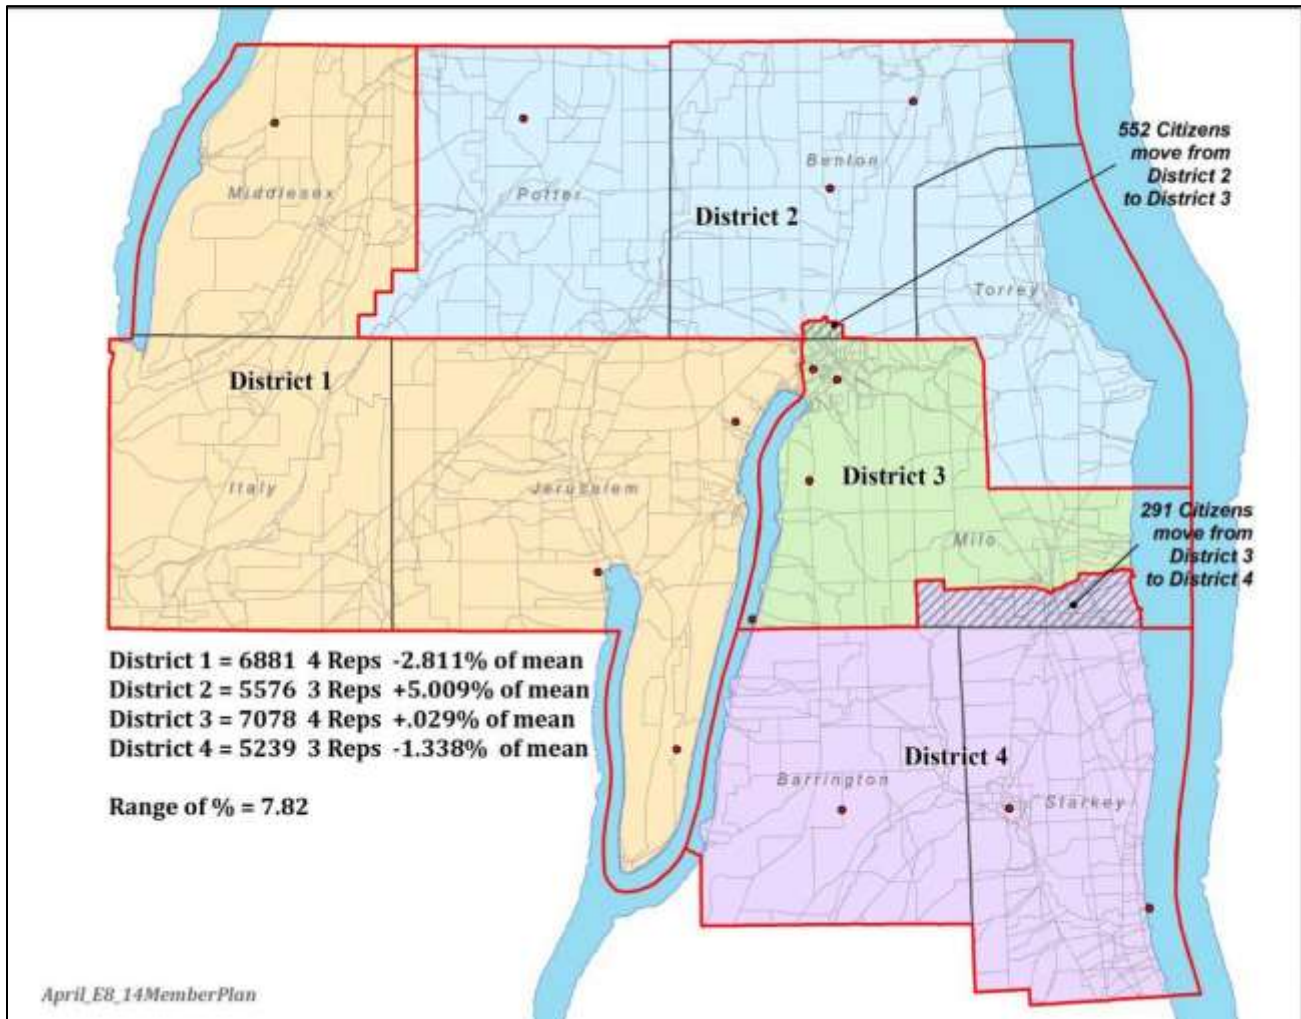 552 Citizens
move from
District 2
to District 3
Benton
Middlesex
Potter
District 2
Torrey
District 1
District 3
Italy
Jerusalem
291 Citizens
move from
District 3
to District 4
Milo
District 1 = 6881 4 Reps -2.811% of mean
District 2 = 5576 3 Reps +5.009% of mean
District 3 = 7078 4 Reps +.029% of mean
District 4 = 5239 3 Reps -1.338% of mean
District 4
Barrington
Starkey
Range of % = 7.82
April_E8_14MemberPlan